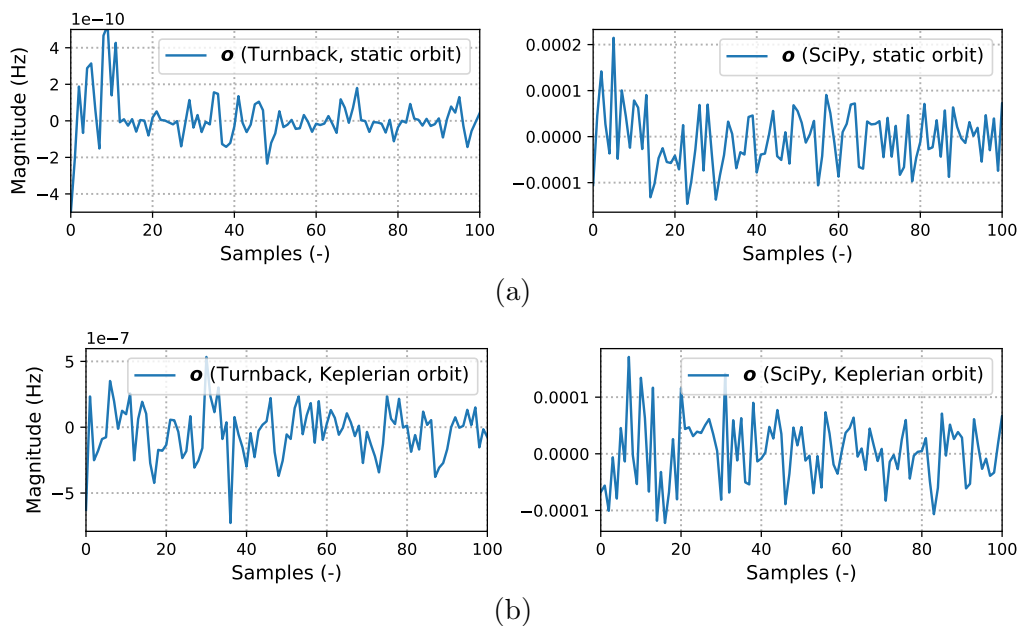 1e−10
Magnitude (Hz)
4
2
0
−2
−4
o (Turnback, static orbit)
0 20 40 60 80 100
Samples (-)
0.0002
0.0001
0.0000
−0.0001
o (SciPy, static orbit)
0 20 40 60 80 100
Samples (-)
(a)
1e−7
Magnitude (Hz)
5
0
−5
o (Turnback, Keplerian orbit)
0 20 40 60 80 100
Samples (-)
0.0001
0.0000
−0.0001
o (SciPy, Keplerian orbit)
0 20 40 60 80 100
Samples (-)
(b)